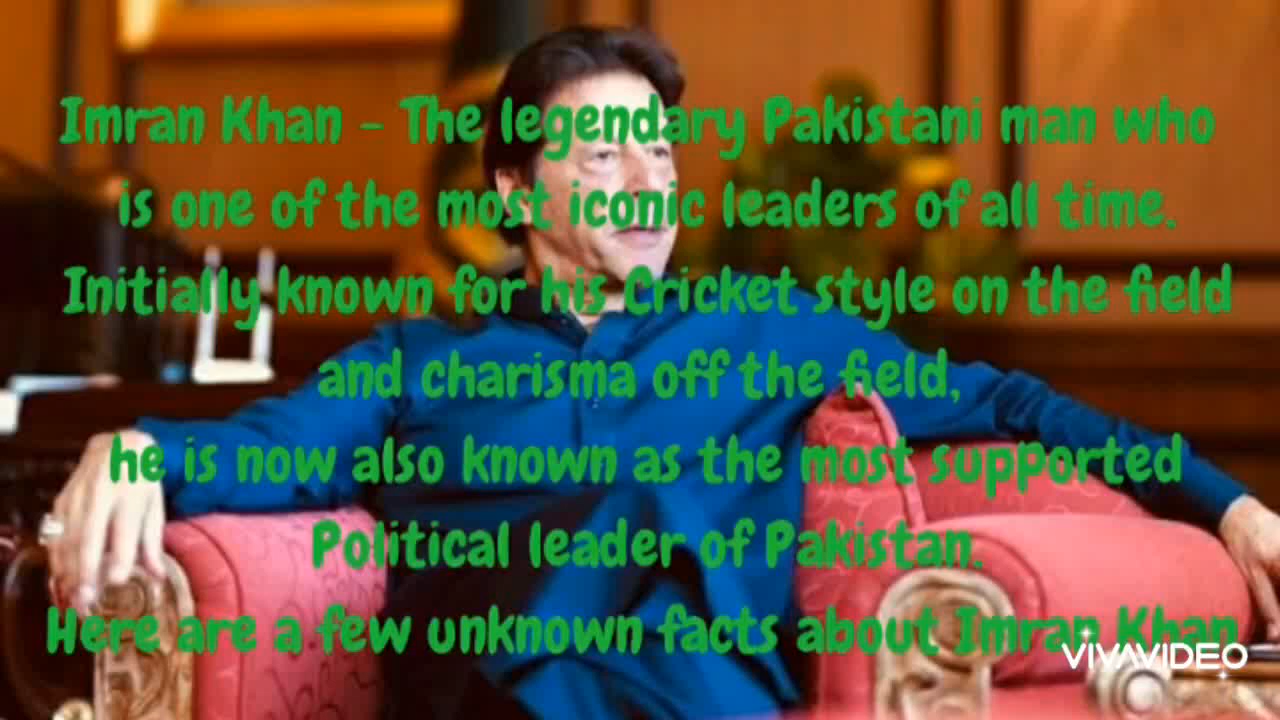 Imran Khan - The legendary Pakistani man who
is one of the most iconic leaders of all time.
Initially known for his Cricket style on the field
and charisma off the field,
he is now also known as the most supported
Political leader of Pakistan.
Here are a few unknown facts about Imran Khan
VIVAVIDEO